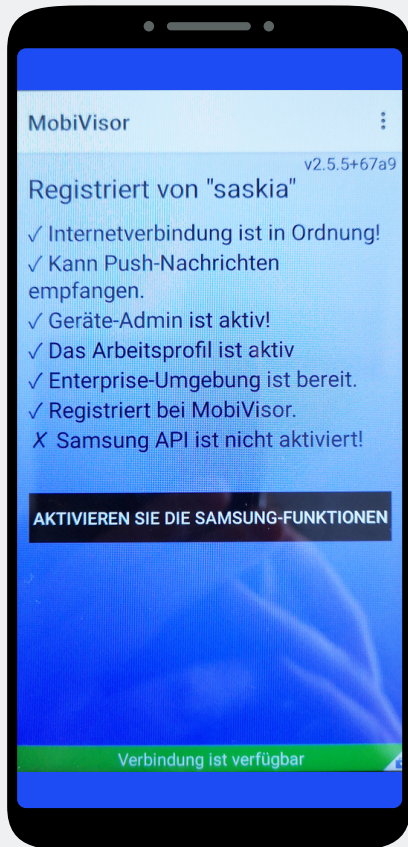 MobiVisor
v2.5.5+67a9
Registriert von "saskia"
✓ Internetverbindung ist in Ordnung!
✓ Kann Push-Nachrichten
empfangen.
✓ Geräte-Admin ist aktiv!
✓ Das Arbeitsprofil ist aktiv
✓ Enterprise-Umgebung ist bereit.
✓ Registriert bei MobiVisor.
✗ Samsung API ist nicht aktiviert!
AKTIVIEREN SIE DIE SAMSUNG-FUNKTIONEN
Verbindung ist verfügbar